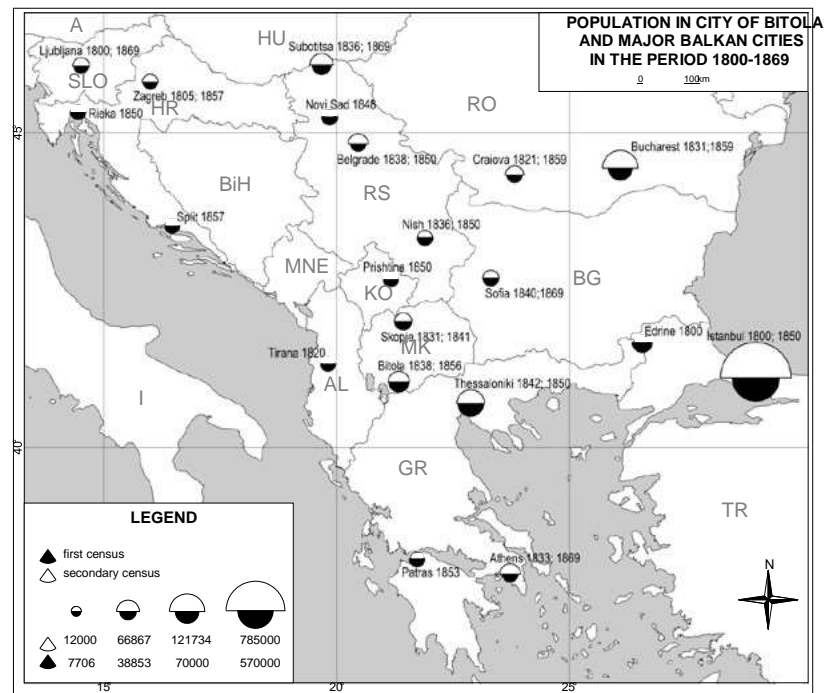 POPULATION IN CITY OF BITOLA
AND MAJOR BALKAN CITIES
IN THE PERIOD 1800-1869
0 100km
A
HU
Ljubljana 1800; 1869
Subotitsa 1836; 1869
SLO
Zagreb 1805; 1857
HR
RO
Rieka 1850
Novi Sad 1848
45°
Belgrade 1838; 1850
Craiova 1821; 1859
Bucharest 1831;1859
BiH
RS
Split 1857
Nish 1836; 1850
MNE
Prishtine 1850
KO
BG
Sofia 1840;1869
Skopje 1831; 1841
MK
Edrine 1800
Istanbul 1800; 1850
Tirana 1820
Bitola 1838; 1856
AL
Thessaloniki 1842; 1850
I
40°
GR
TR
Athens 1833; 1869
Patras 1853
N
LEGEND
first census
secondary census
12000 66867 121734 785000
7706 38853 70000 570000
15° 20° 25°